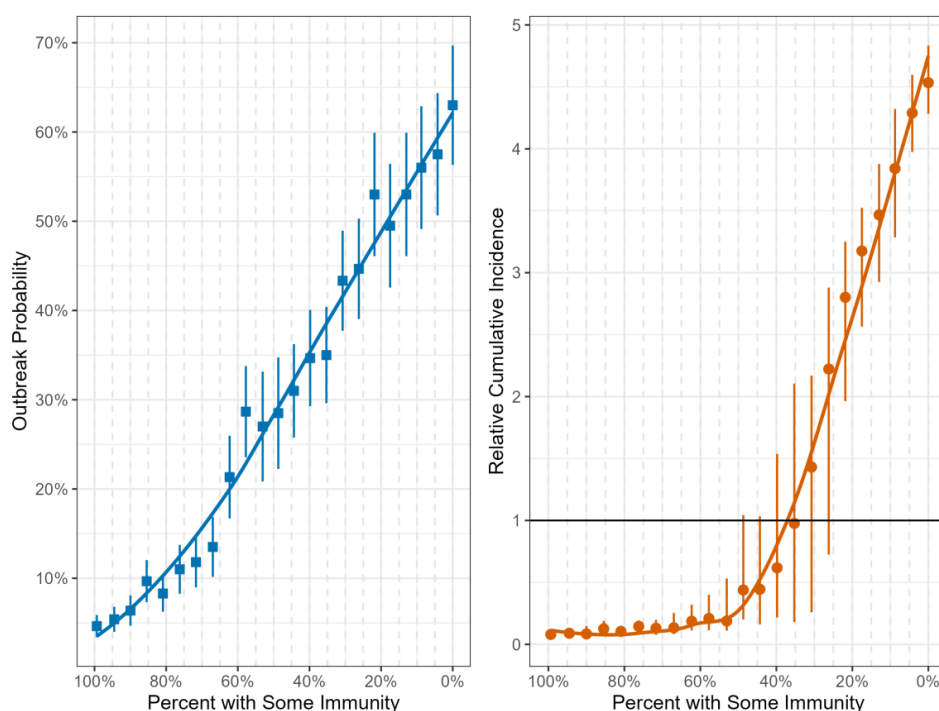 70%
60%
50%
40%
30%
20%
10%
Outbreak Probability
100% 80% 60% 40% 20% 0%
Percent with Some Immunity
5
4
3
2
1
0
Relative Cumulative Incidence
100% 80% 60% 40% 20% 0%
Percent with Some Immunity